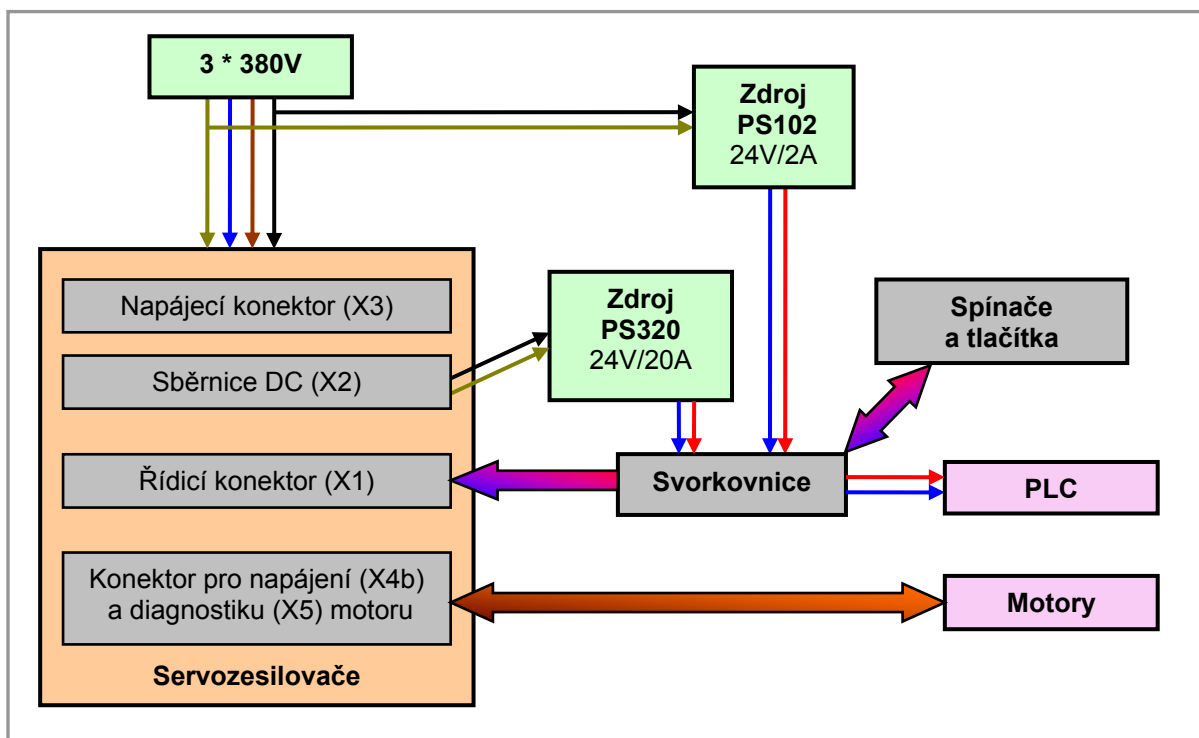 3 * 380V
Zdroj
PS102
24V/2A
Napájecí konektor (X3)
Sběrnice DC (X2)
Zdroj
PS320
24V/20A
Spínače
a tlačítka
Řídicí konektor (X1)
Svorkovnice
PLC
Konektor pro napájení (X4b)
a diagnostiku (X5) motoru
Motory
Servozesilovače